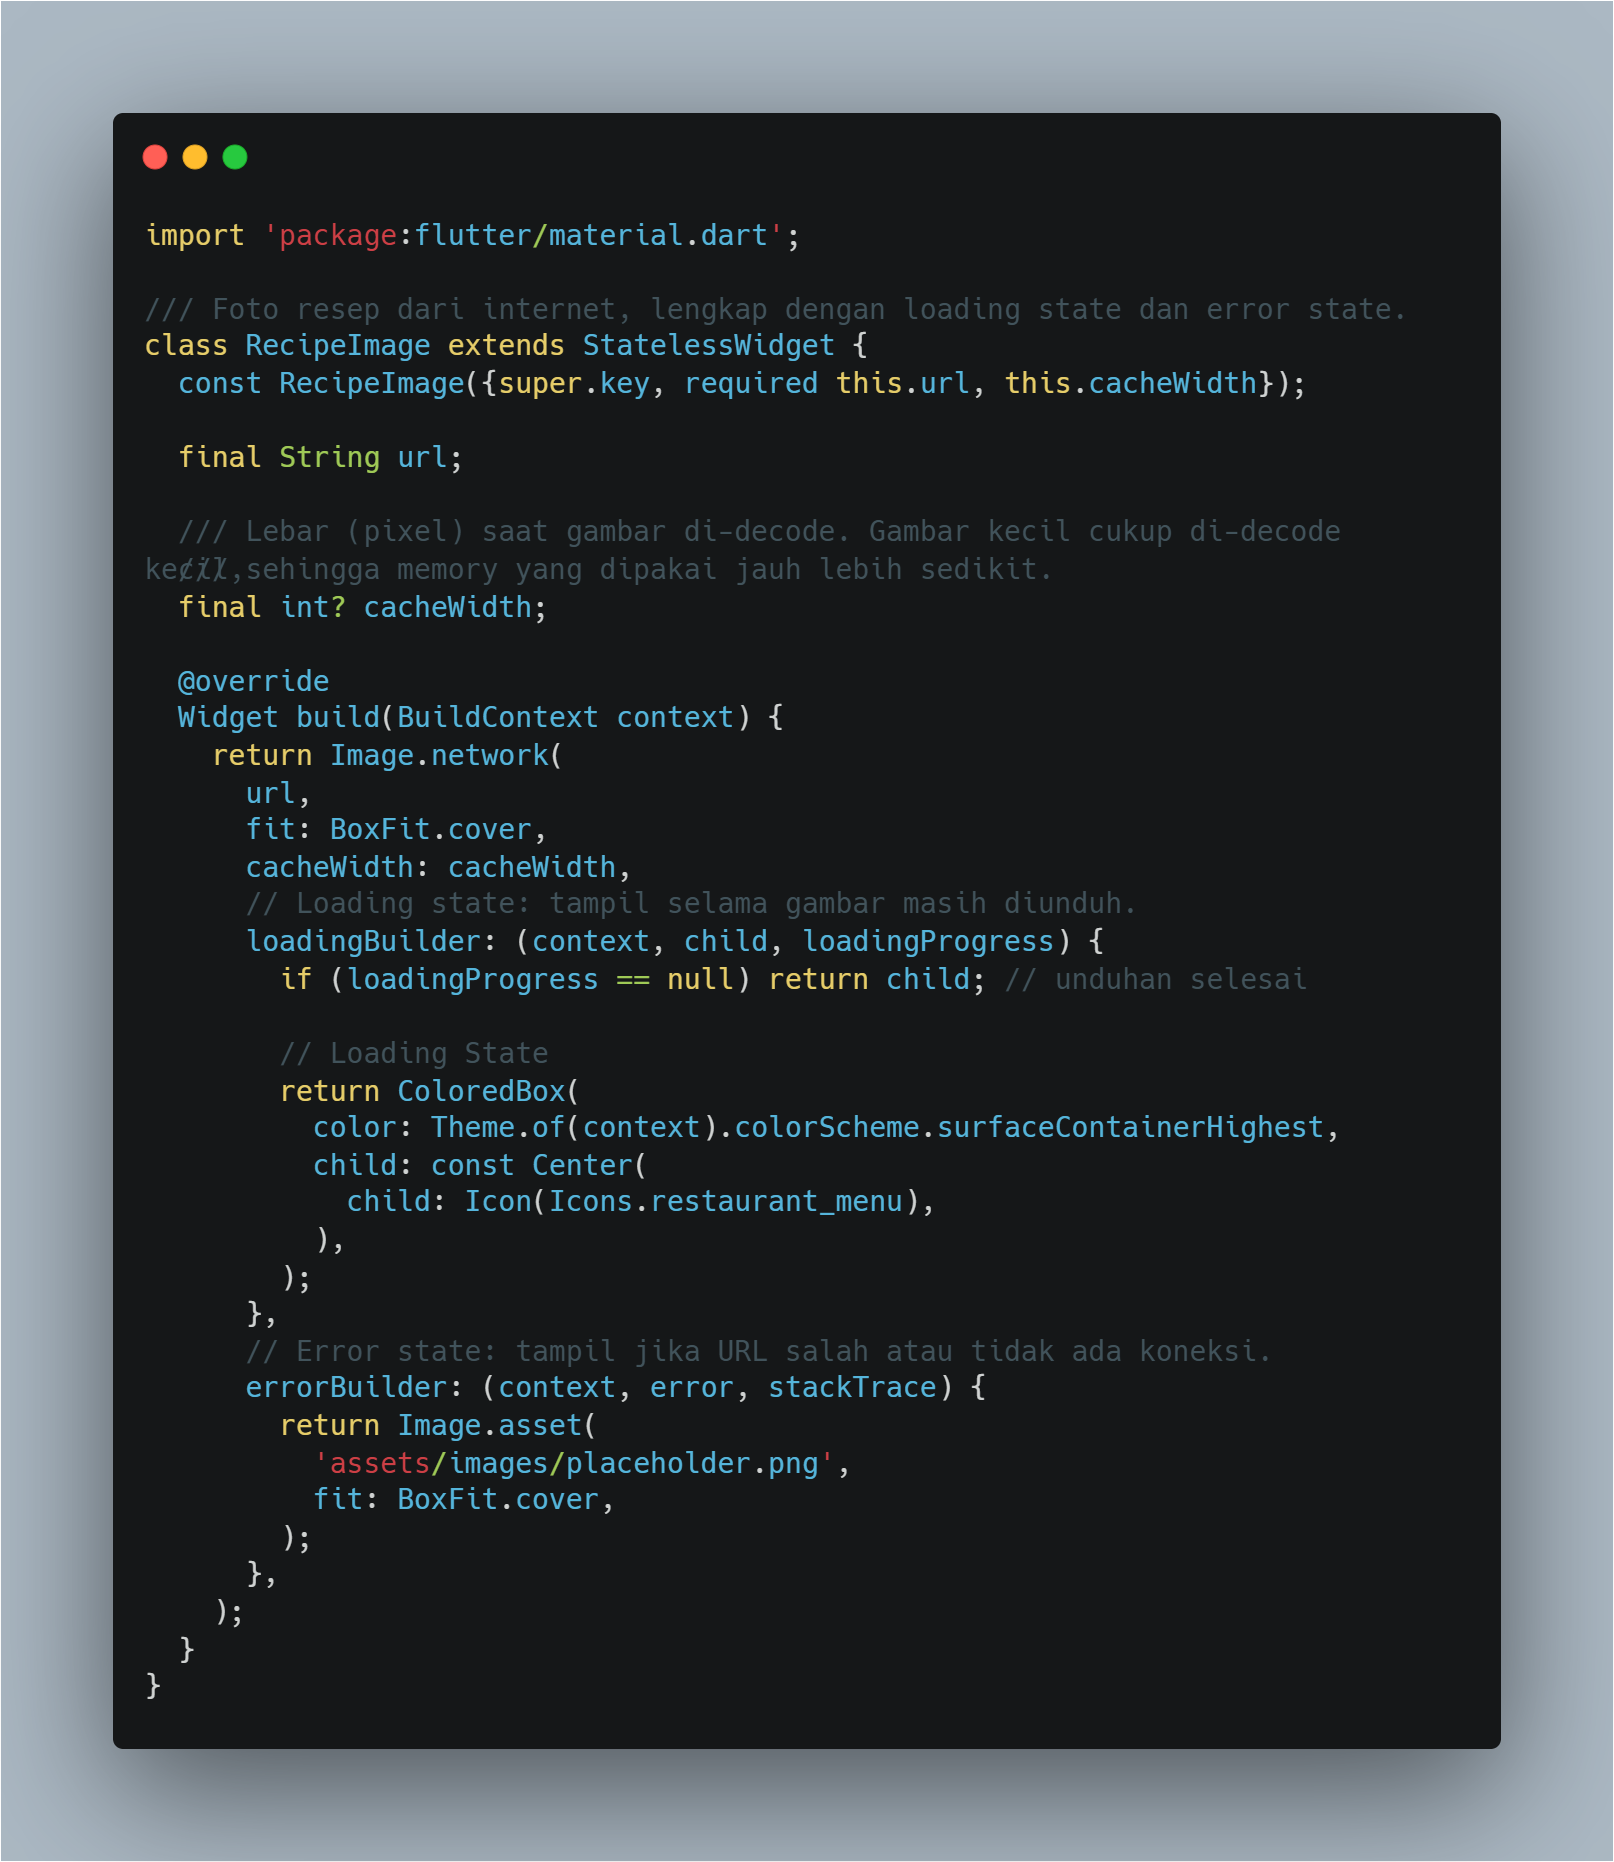 import 'package:flutter/material.dart';
/// Foto resep dari internet, lengkap dengan loading state dan error state.
class RecipeImage extends StatelessWidget {
  const RecipeImage({super.key, required this.url, this.cacheWidth});
  final String url;
  /// Lebar (pixel) saat gambar di-decode. Gambar kecil cukup di-decode
kecil, sehingga memory yang dipakai jauh lebih sedikit.
  final int? cacheWidth;
  @override
  Widget build(BuildContext context) {
    return Image.network(
      url,
      fit: BoxFit.cover,
      cacheWidth: cacheWidth,
      // Loading state: tampil selama gambar masih diunduh.
      loadingBuilder: (context, child, loadingProgress) {
        if (loadingProgress == null) return child; // unduhan selesai
        // Loading State
        return ColoredBox(
          color: Theme.of(context).colorScheme.surfaceContainerHighest,
          child: const Center(
            child: Icon(Icons.restaurant_menu),
          ),
        );
      },
      // Error state: tampil jika URL salah atau tidak ada koneksi.
      errorBuilder: (context, error, stackTrace) {
        return Image.asset(
          'assets/images/placeholder.png',
          fit: BoxFit.cover,
        );
      },
    );
  }
}